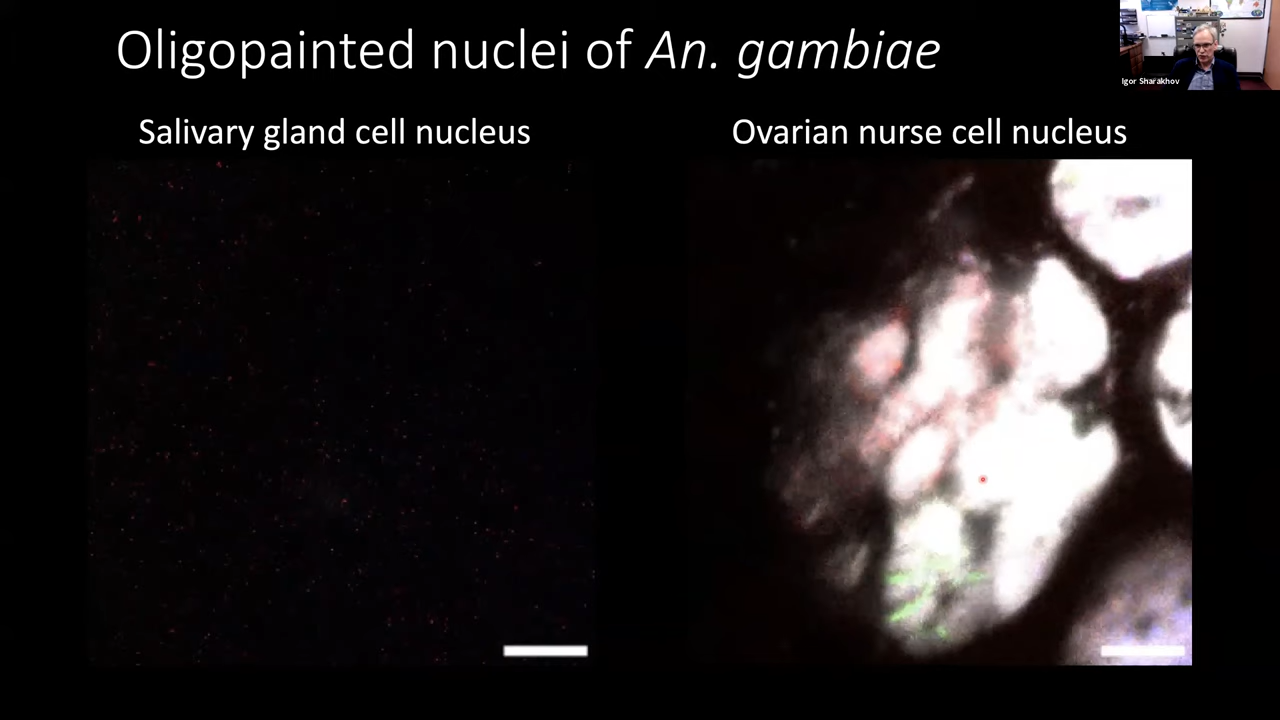 Oligopainted nuclei of An. gambiae
Igor Sharakhov
Salivary gland cell nucleus
Ovarian nurse cell nucleus